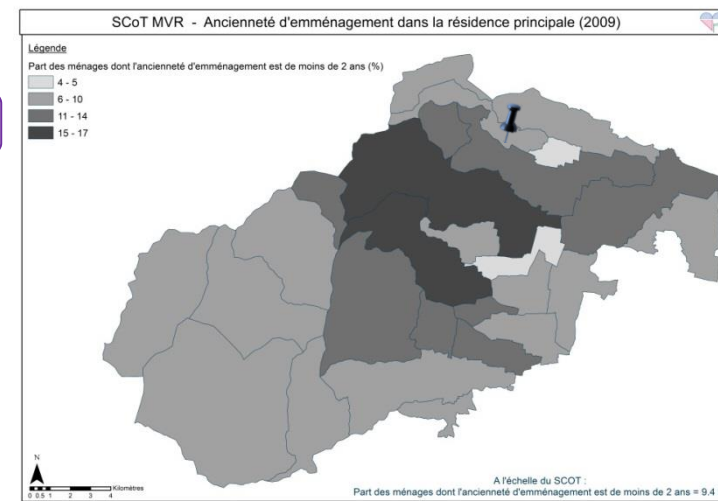 SCoT MVR - Ancienneté d'emménagement dans la résidence principale (2009)
Légende
Part des ménages dont l'ancienneté d'emménagement est de moins de 2 ans (%)
4 - 5
6 - 10
11 - 14
15 - 17
N
Kilomètres
0 0.5 1 2 3 4
A l'échelle du SCOT :
Part des ménages dont l'ancienneté d'emménagement est de moins de 2 ans = 9,4